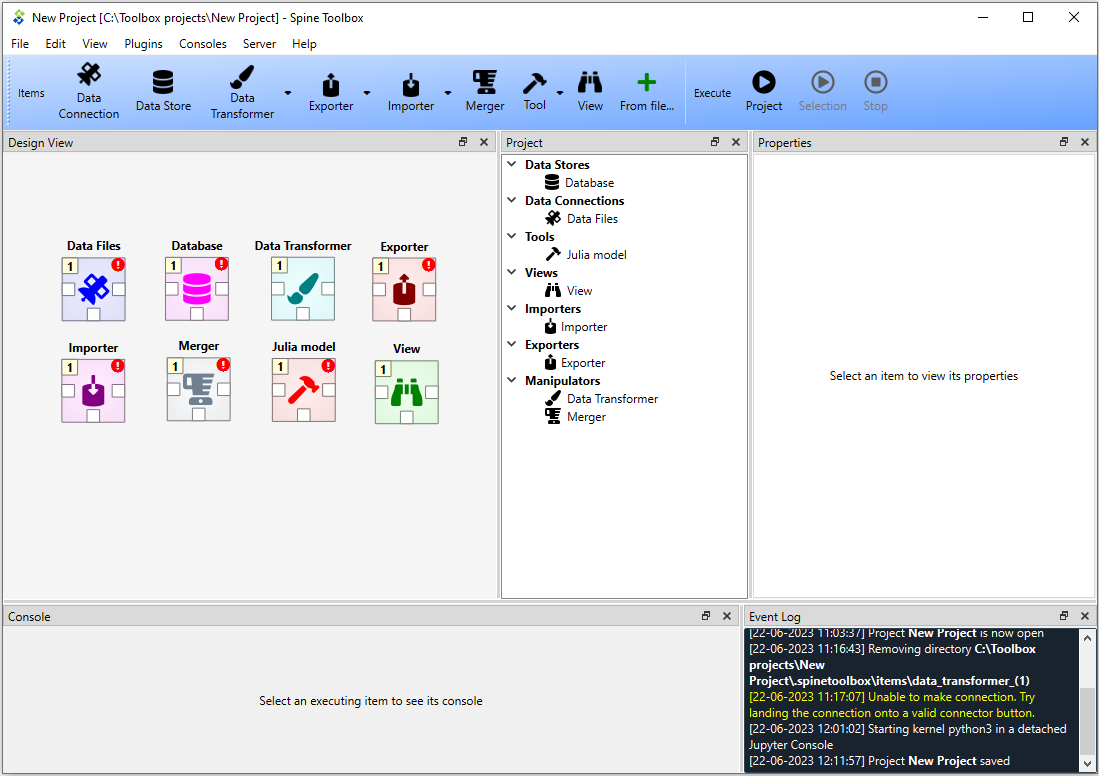 New Project [C:\Toolbox projects\New Project] - Spine Toolbox
File Edit View Plugins Consoles Server Help
Items
Data
Connection
Data Store
Data
Transformer
Exporter
Importer
Merger
Tool
View
From file...
Execute
Project
Selection
Stop
Design View
Data Files
1
Database
1
Data Transformer
1
Exporter
1
Importer
1
Merger
1
Julia model
1
View
1
Project
Data Stores
Database
Data Connections
Data Files
Tools
Julia model
Views
View
Importers
Importer
Exporters
Exporter
Manipulators
Data Transformer
Merger
Properties
Select an item to view its properties
Console
Select an executing item to see its console
Event Log
[22-06-2023 11:03:37] Project New Project is now open
[22-06-2023 11:16:43] Removing directory C:\Toolbox
projects\New
Project\.spinetoolbox\items\data_transformer_(1)
[22-06-2023 11:17:07] Unable to make connection. Try
landing the connection onto a valid connector button.
[22-06-2023 12:01:02] Starting kernel python3 in a detached
Jupyter Console
[22-06-2023 12:11:57] Project New Project saved